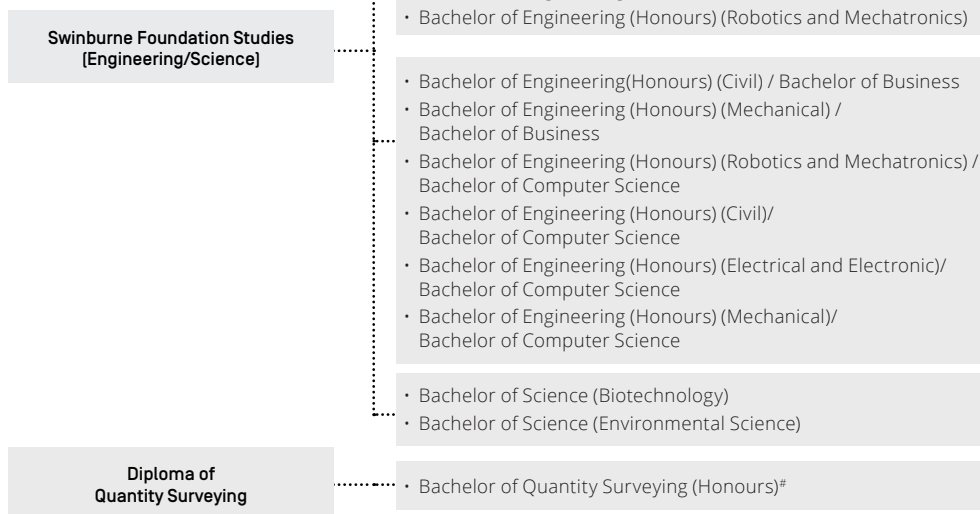 Swinburne Foundation Studies
(Engineering/Science)
• Bachelor of Engineering (Honours) (Robotics and Mechatronics)
• Bachelor of Engineering(Honours) (Civil) / Bachelor of Business
• Bachelor of Engineering (Honours) (Mechanical) /
Bachelor of Business
• Bachelor of Engineering (Honours) (Robotics and Mechatronics) /
Bachelor of Computer Science
• Bachelor of Engineering (Honours) (Civil)/
Bachelor of Computer Science
• Bachelor of Engineering (Honours) (Electrical and Electronic)/
Bachelor of Computer Science
• Bachelor of Engineering (Honours) (Mechanical)/
Bachelor of Computer Science
• Bachelor of Science (Biotechnology)
• Bachelor of Science (Environmental Science)
Diploma of
Quantity Surveying
• Bachelor of Quantity Surveying (Honours)#